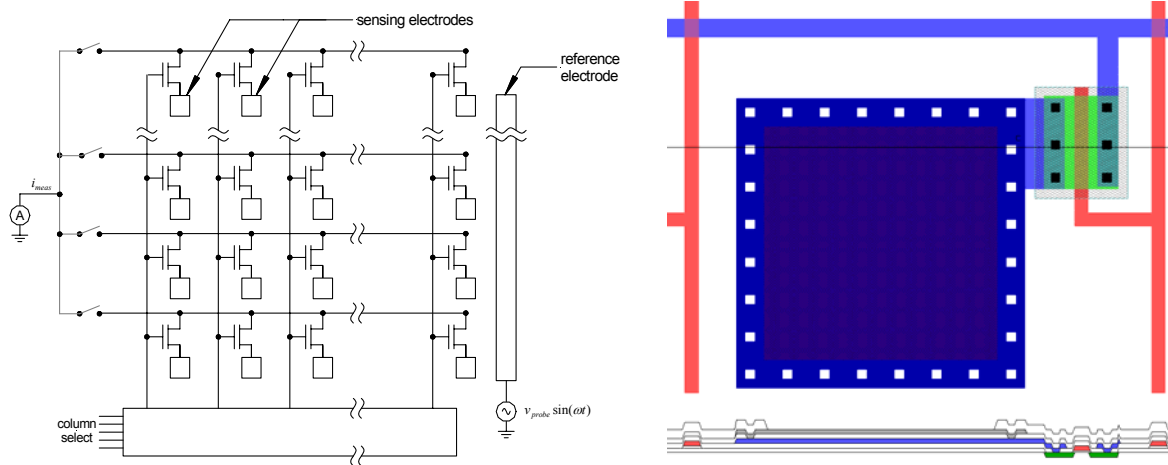 sensing electrodes
reference
electrode
i_meas
A
column
select
v_probe sin(ωt)